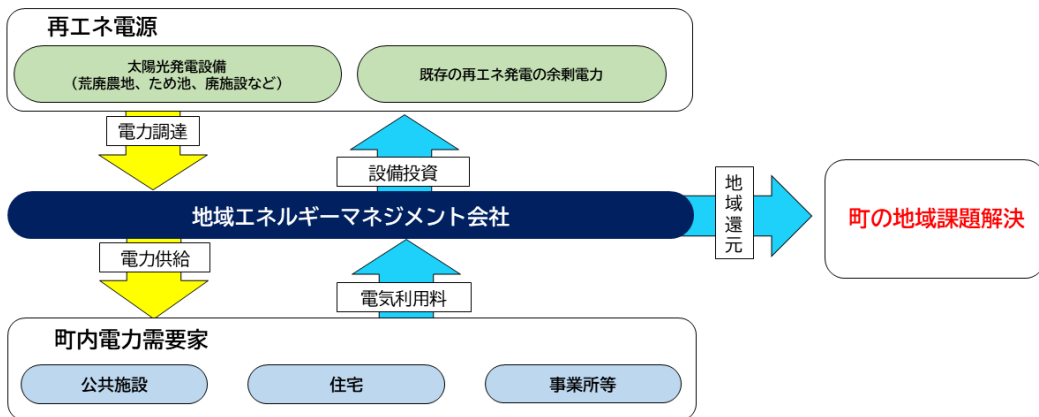 再エネ電源
太陽光発電設備
（荒廃農地、ため池、廃施設など）
既存の再エネ発電の余剰電力
電力調達
設備投資
地域エネルギーマネジメント会社
地域還元
町の地域課題解決
電力供給
電気利用料
町内電力需要家
公共施設
住宅
事業所等